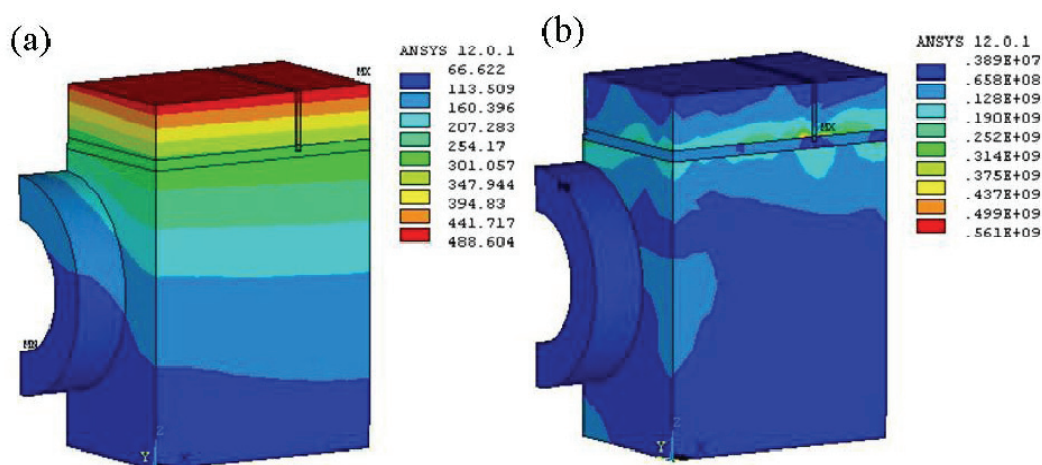 (a)
ANSYS 12.0.1
66.622
113.509
160.396
207.283
254.17
301.057
347.944
394.83
441.717
488.604
MX
MN
Z
Y
(b)
ANSYS 12.0.1
.389E+07
.658E+08
.128E+09
.190E+09
.252E+09
.314E+09
.375E+09
.437E+09
.499E+09
.561E+09
MX
Z
Y